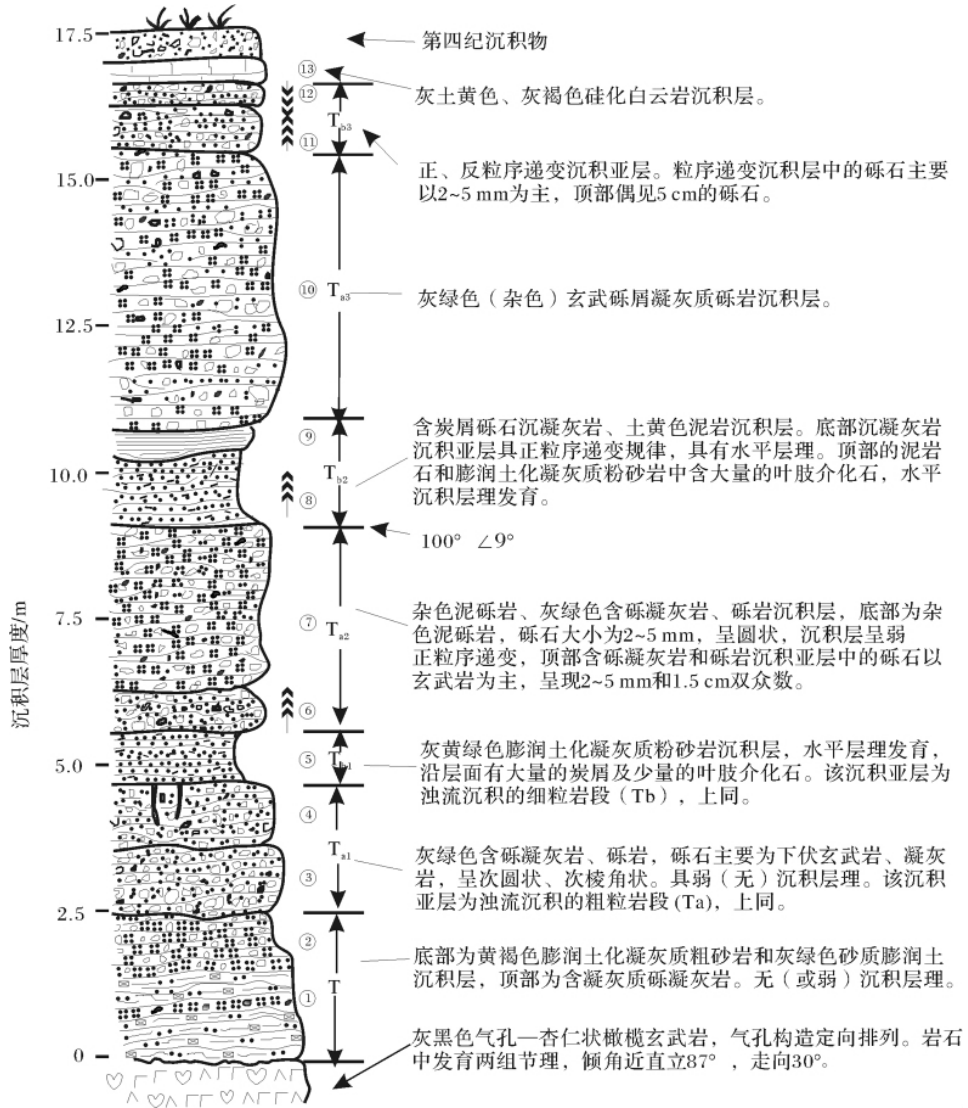 17.5
第四纪沉积物
⑬
⑫
灰土黄色、灰褐色硅化白云岩沉积层。
Tb3
⑪
15.0
正、反粒序递变沉积亚层。粒序递变沉积层中的砾石主要
以2~5 mm为主，顶部偶见5 cm的砾石。
⑩
Ta3
灰绿色（杂色）玄武砾屑凝灰质砾岩沉积层。
12.5
⑨
含炭屑砾石沉凝灰岩、土黄色泥岩沉积层。底部沉凝灰岩
沉积亚层具正粒序递变规律，具有水平层理。顶部的泥岩
石和膨润土化凝灰质粉砂岩中含大量的叶肢介化石，水平
沉积层理发育。
10.0
Tb2
⑧
100° ∠9°
沉积层厚度/m
7.5
⑦
Ta2
杂色泥砾岩、灰绿色含砾凝灰岩、砾岩沉积层，底部为杂
色泥砾岩，砾石大小为2~5 mm，呈圆状，沉积层呈弱
正粒序递变，顶部含砾凝灰岩和砾岩沉积亚层中的砾石以
玄武岩为主，呈现2~5 mm和1.5 cm双众数。
⑥
5.0
⑤
Tb1
灰黄绿色膨润土化凝灰质粉砂岩沉积层，水平层理发育，
沿层面有大量的炭屑及少量的叶肢介化石。该沉积亚层为
浊流沉积的细粒岩段（Tb），上同。
④
Ta1
③
灰绿色含砾凝灰岩、砾岩，砾石主要为下伏玄武岩、凝灰
岩，呈次圆状、次棱角状。具弱（无）沉积层理。该沉积
亚层为浊流沉积的粗粒岩段 (Ta)，上同。
2.5
②
T
①
底部为黄褐色膨润土化凝灰质粗砂岩和灰绿色砂质膨润土
沉积层，顶部为含凝灰质砾凝灰岩。无（或弱）沉积层理。
0
灰黑色气孔—杏仁状橄榄玄武岩，气孔构造定向排列。岩石
中发育两组节理，倾角近直立87°，走向30°。